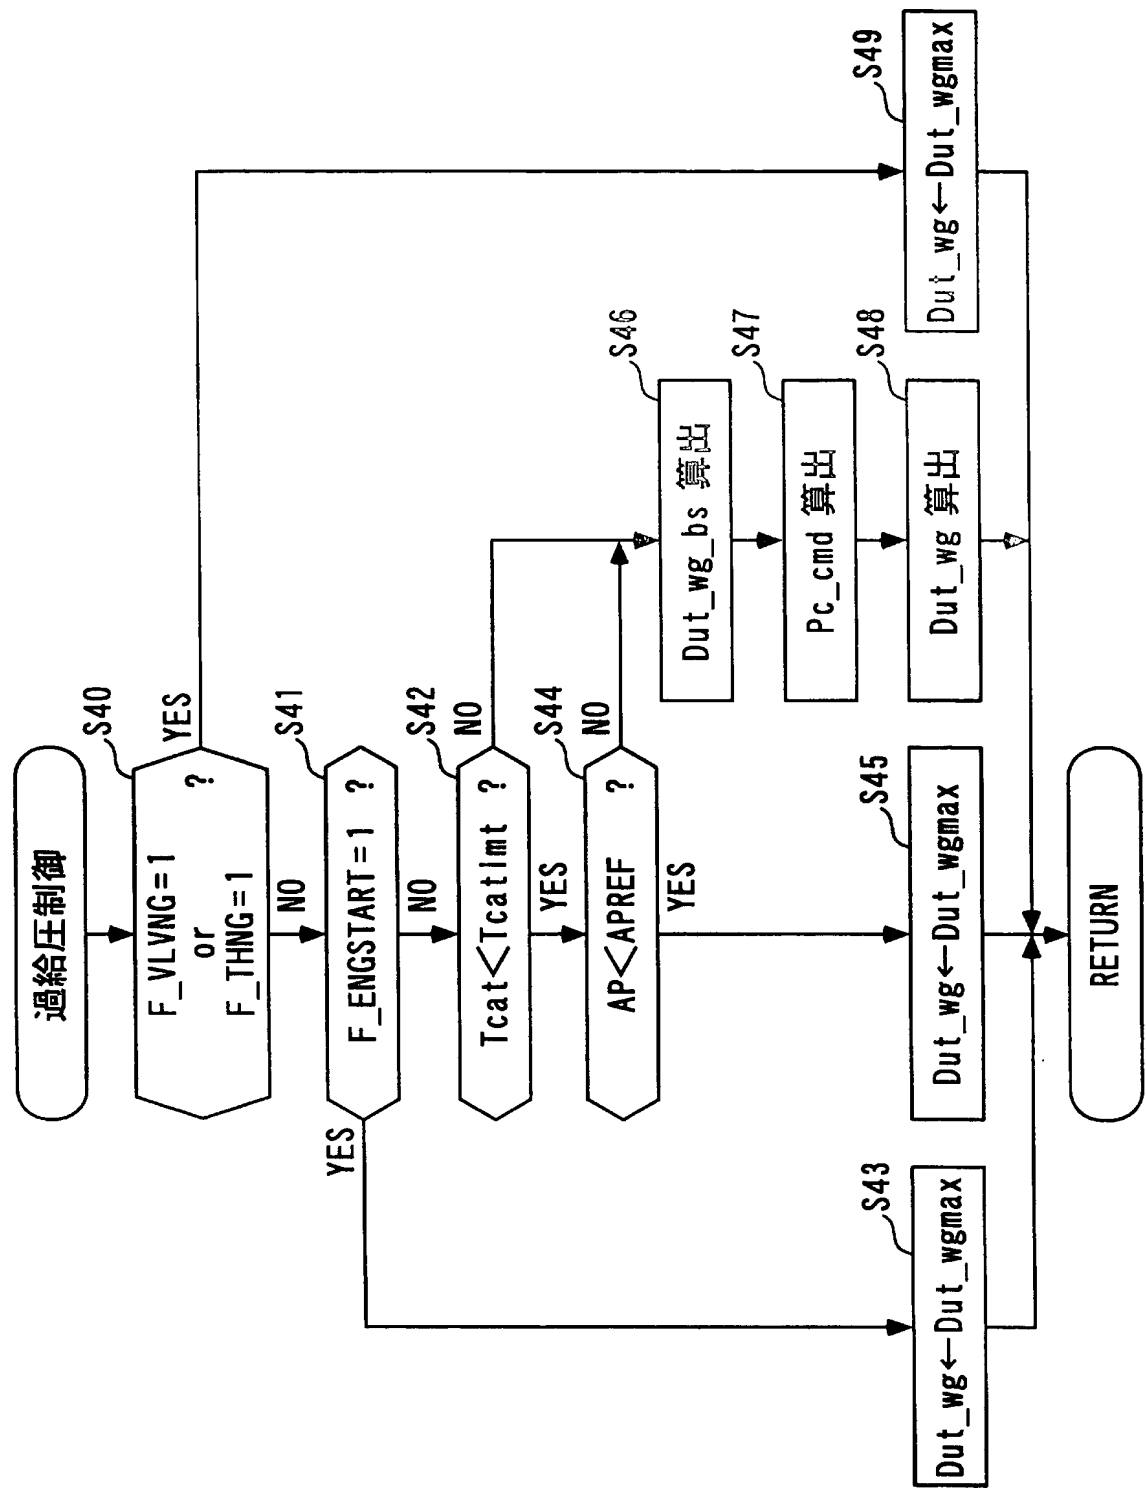 過給圧制御
S40
F_VLVNG=1
or
F_THNG=1 ?
YES
NO
S41
F_ENGSTART=1 ?
YES
NO
S42
Tcat<Tcatlmt ?
NO
YES
S44
AP<APREF ?
NO
YES
S46
Dut_wg_bs 算出
S47
Pc_cmd 算出
S48
Dut_wg 算出
S43
Dut_wg←Dut_wgmax
S45
Dut_wg←Dut_wgmax
S49
Dut_wg←Dut_wgmax
RETURN